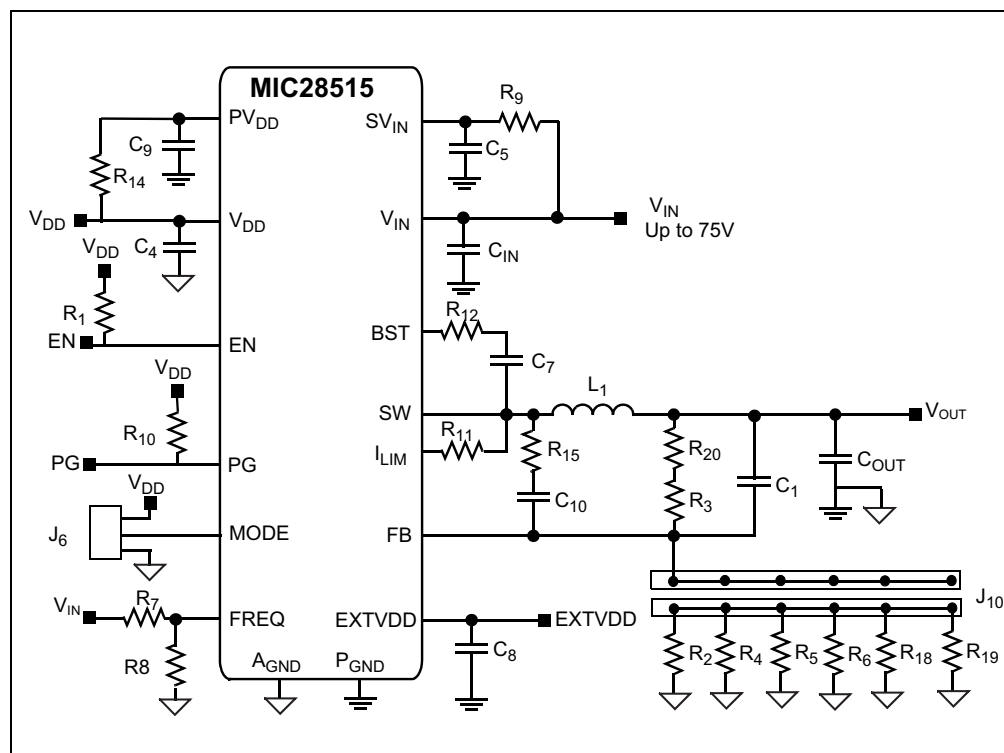 MIC28515
PVDD
SVIN
R9
C9
C5
R14
VDD
VDD
VIN
VIN
Up to 75V
C4
CIN
VDD
R1
EN
EN
BST
R12
C7
VDD
SW
L1
VOUT
R10
R11
ILIM
R15
R20
COUT
PG
PG
C10
R3
C1
VDD
J6
MODE
FB
J10
VIN
R7
FREQ
EXTVDD
EXTVDD
R8
C8
AGND
PGND
R2
R4
R5
R6
R18
R19